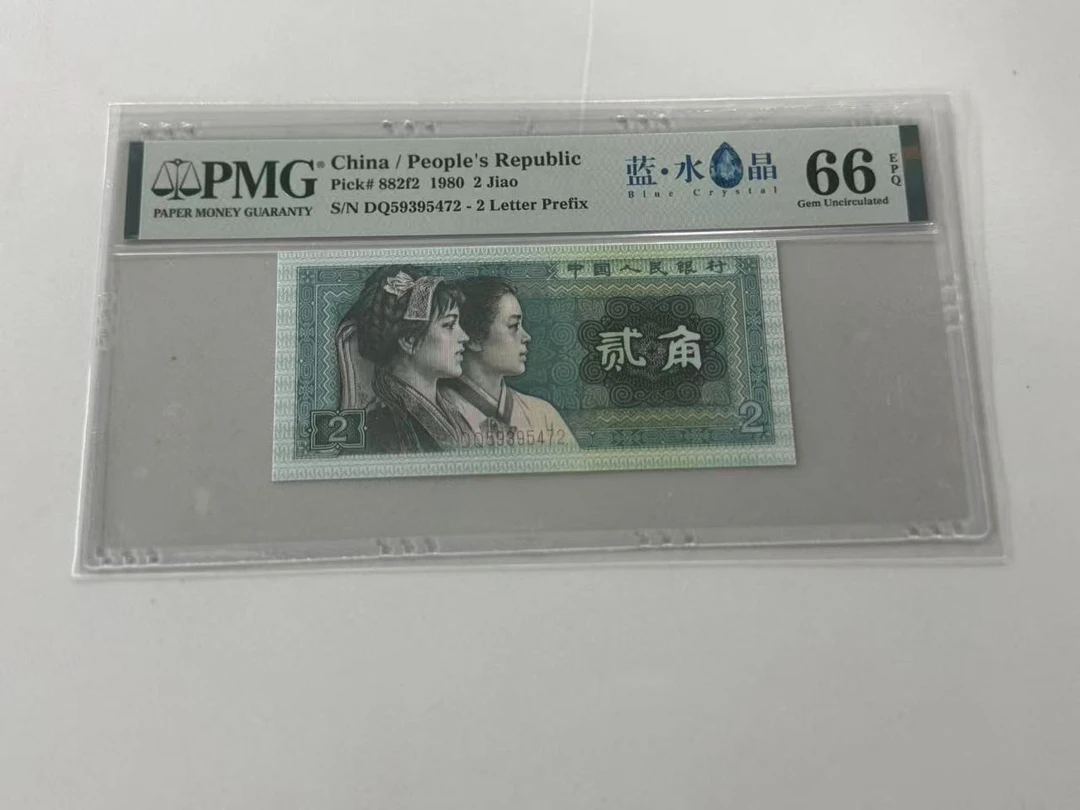 PMG
PAPER MONEY GUARANTY
China / People's Republic
Pick# 882f2 1980 2 Jiao
S/N DQ59395472 - 2 Letter Prefix
蓝·水晶
Blue Crystal
66
EPQ
Gem Uncirculated
中国人民银行
贰角
2
2
DQ59395472